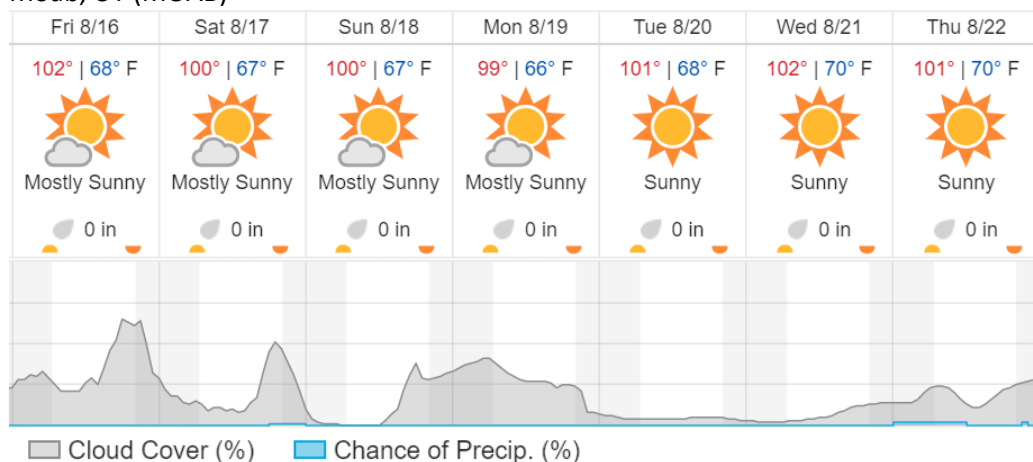 Fri 8/16 Sat 8/17 Sun 8/18 Mon 8/19 Tue 8/20 Wed 8/21 Thu 8/22
102° | 68° F 100° | 67° F 100° | 67° F 99° | 66° F 101° | 68° F 102° | 70° F 101° | 70° F
Mostly Sunny Mostly Sunny Mostly Sunny Mostly Sunny Sunny Sunny Sunny
0 in 0 in 0 in 0 in 0 in 0 in 0 in
Cloud Cover (%) Chance of Precip. (%)